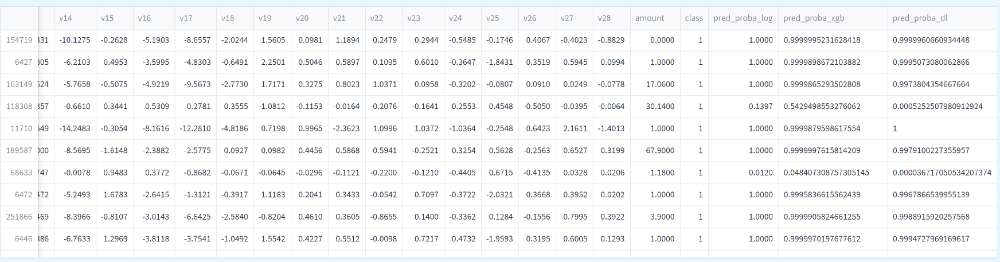 v14 v15 v16 v17 v18 v19 v20 v21 v22 v23 v24 v25 v26 v27 v28 amount class pred_proba_log pred_proba_xgb pred_proba_dl
154719 331 -10.1275 -0.2628 -5.1903 -8.6557 -2.0244 1.5605 0.0981 1.1894 0.2479 0.2944 -0.5485 -0.1746 0.4067 -0.4023 -0.8829 0.0000 1 1.0000 0.9999995231628418 0.9999960660934448
6427 305 -6.2103 0.4953 -3.5995 -4.8303 -0.6491 2.2501 0.5046 0.5897 0.1095 0.6010 -0.3647 -1.8431 0.3519 0.5945 0.0994 1.0000 1 1.0000 0.9999898672103882 0.9995073080062866
163149 524 -5.7658 -0.5075 -4.9219 -9.5673 -2.7730 1.7171 0.3275 0.8023 1.0371 0.0958 -0.3202 -0.0807 0.0910 0.0249 -0.0778 17.0600 1 1.0000 0.9999865293502808 0.9973804354667664
118308 357 -0.6610 0.3441 0.5309 0.2781 0.3555 -1.0812 -0.1153 -0.0164 -0.2076 -0.1641 0.2553 0.4548 -0.5050 -0.0395 -0.0064 30.1400 1 0.1397 0.5429498553276062 0.0005252507980912924
11710 549 -14.2483 -0.3054 -8.1616 -12.2810 -4.8186 0.7198 0.9965 -2.3623 1.0996 1.0372 -1.0364 -0.2548 0.6423 2.1611 -1.4013 1.0000 1 1.0000 0.9999879598617554 1
189587 000 -8.5695 -1.6148 -2.3882 -2.5775 0.0927 0.0982 0.4456 0.5868 0.5941 -0.2521 0.3254 0.5628 -0.2563 0.6527 0.3199 67.9000 1 1.0000 0.9999997615814209 0.9979100227355957
68633 747 -0.0078 0.9483 0.3772 -0.8682 -0.0671 -0.0645 -0.0296 -0.1121 -0.2200 -0.1210 -0.4405 0.6715 -0.4135 0.0328 0.0206 1.1800 1 0.0120 0.048407308757305145 0.000036717050534207374
6472 472 -5.2493 1.6783 -2.6415 -1.3121 -0.3917 1.1183 0.2041 0.3433 -0.0542 0.7097 -0.3722 -2.0321 0.3668 0.3952 0.0202 1.0000 1 1.0000 0.9995836615562439 0.9967866539955139
251866 469 -8.3966 -0.8107 -3.0143 -6.6425 -2.5840 -0.8204 0.4610 0.3605 -0.8655 0.1400 -0.3362 0.1284 -0.1556 0.7995 0.3922 3.9000 1 1.0000 0.9999905824661255 0.9988915920257568
6446 386 -6.7633 1.2969 -3.8118 -3.7541 -1.0492 1.5542 0.4227 0.5512 -0.0098 0.7217 0.4732 -1.9593 0.3195 0.6005 0.1293 1.0000 1 1.0000 0.9999970197677612 0.9994727969169617